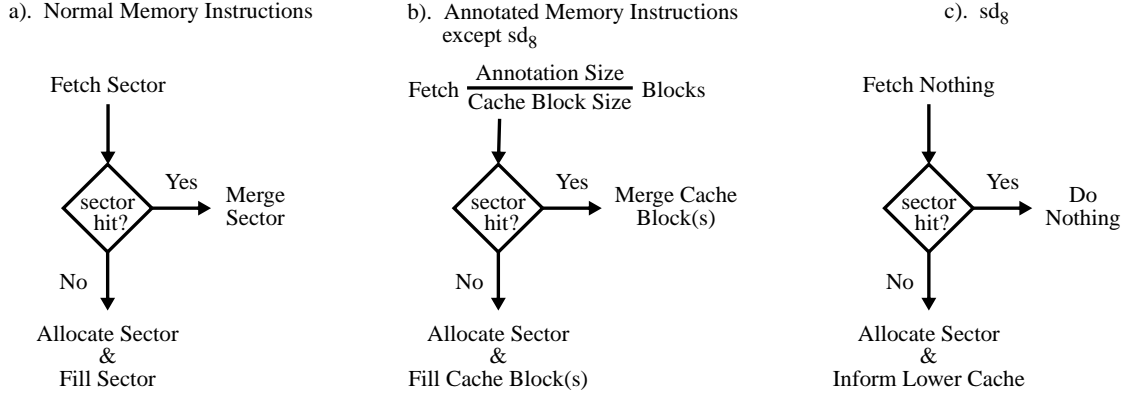 a). Normal Memory Instructions
Fetch Sector
sector
hit?
Yes
Merge
Sector
No
Allocate Sector
&
Fill Sector
b). Annotated Memory Instructions
except sd8
Fetch Annotation Size Blocks
Cache Block Size
sector
hit?
Yes
Merge Cache
Block(s)
No
Allocate Sector
&
Fill Cache Block(s)
c). sd8
Fetch Nothing
sector
hit?
Yes
Do
Nothing
No
Allocate Sector
&
Inform Lower Cache